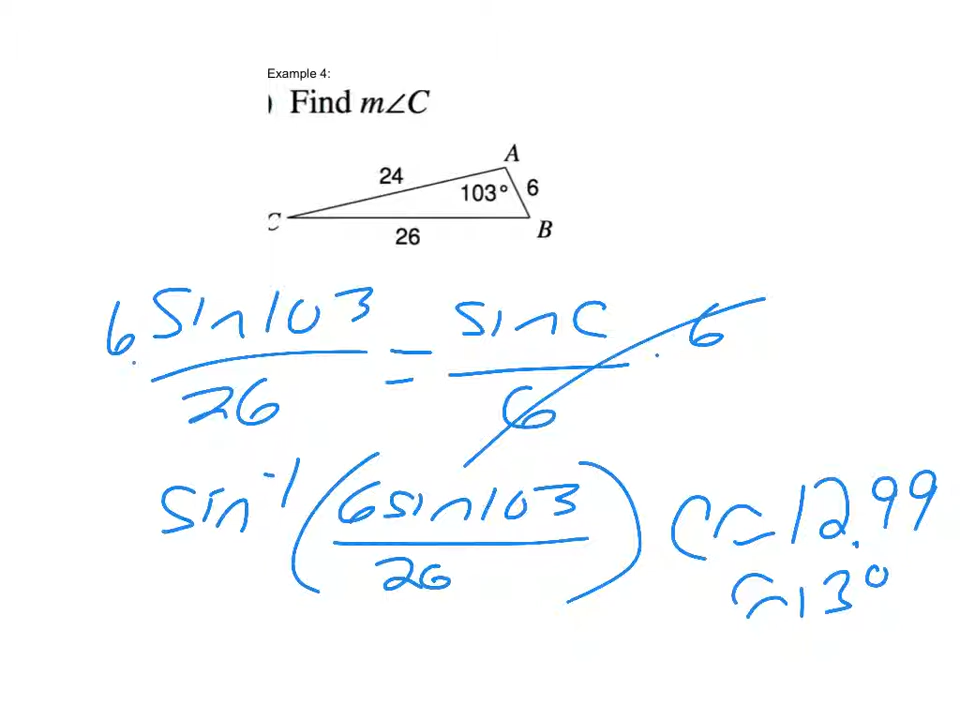 Example 4:
) Find m∠C
A
24
103° 6
C
B
26
6 · sin103/26 = sinC/6 · 6
sin⁻¹(6sin103/26) C≈12.99
≈13°